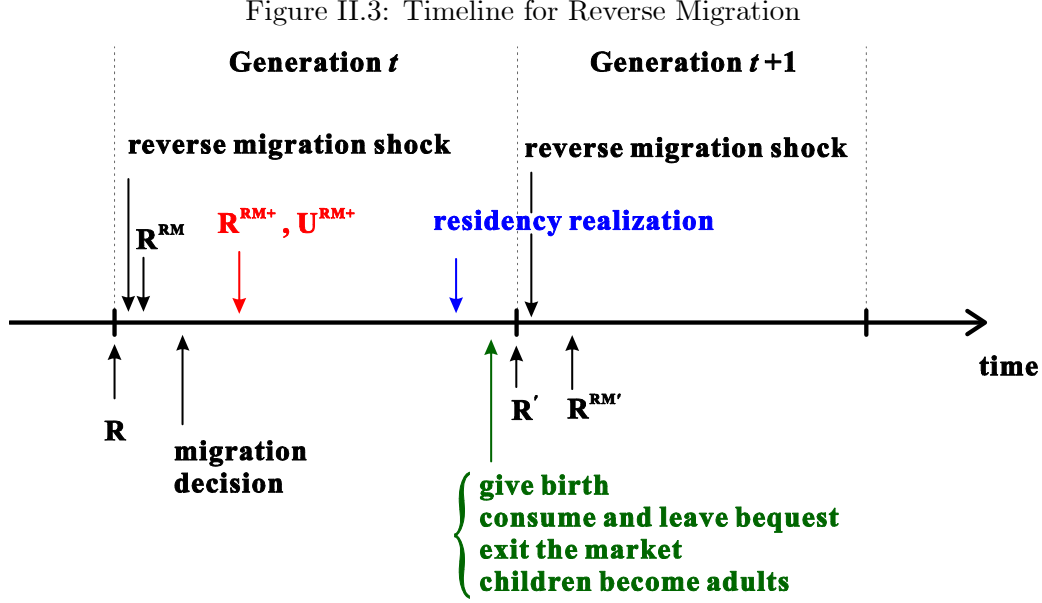 Figure II.3: Timeline for Reverse Migration
Generation t
Generation t+1
reverse migration shock
reverse migration shock
R^RM
R^RM+ , U^RM+
residency realization
time
R
R′
R^RM′
migration
decision
give birth
consume and leave bequest
exit the market
children become adults